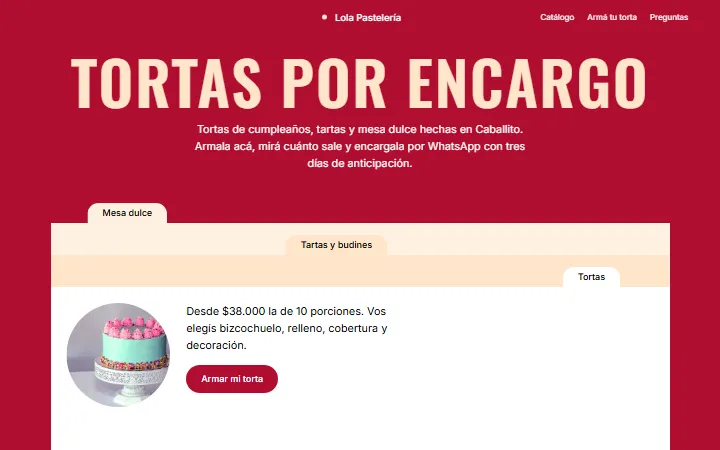 Lola Pastelería
Catálogo
Armá tu torta
Preguntas
TORTAS POR ENCARGO
Tortas de cumpleaños, tartas y mesa dulce hechas en Caballito.
Armala acá, mirá cuánto sale y encargala por WhatsApp con tres
días de anticipación.
Mesa dulce
Tartas y budines
Tortas
Desde $38.000 la de 10 porciones. Vos
elegís bizcochuelo, relleno, cobertura y
decoración.
Armar mi torta